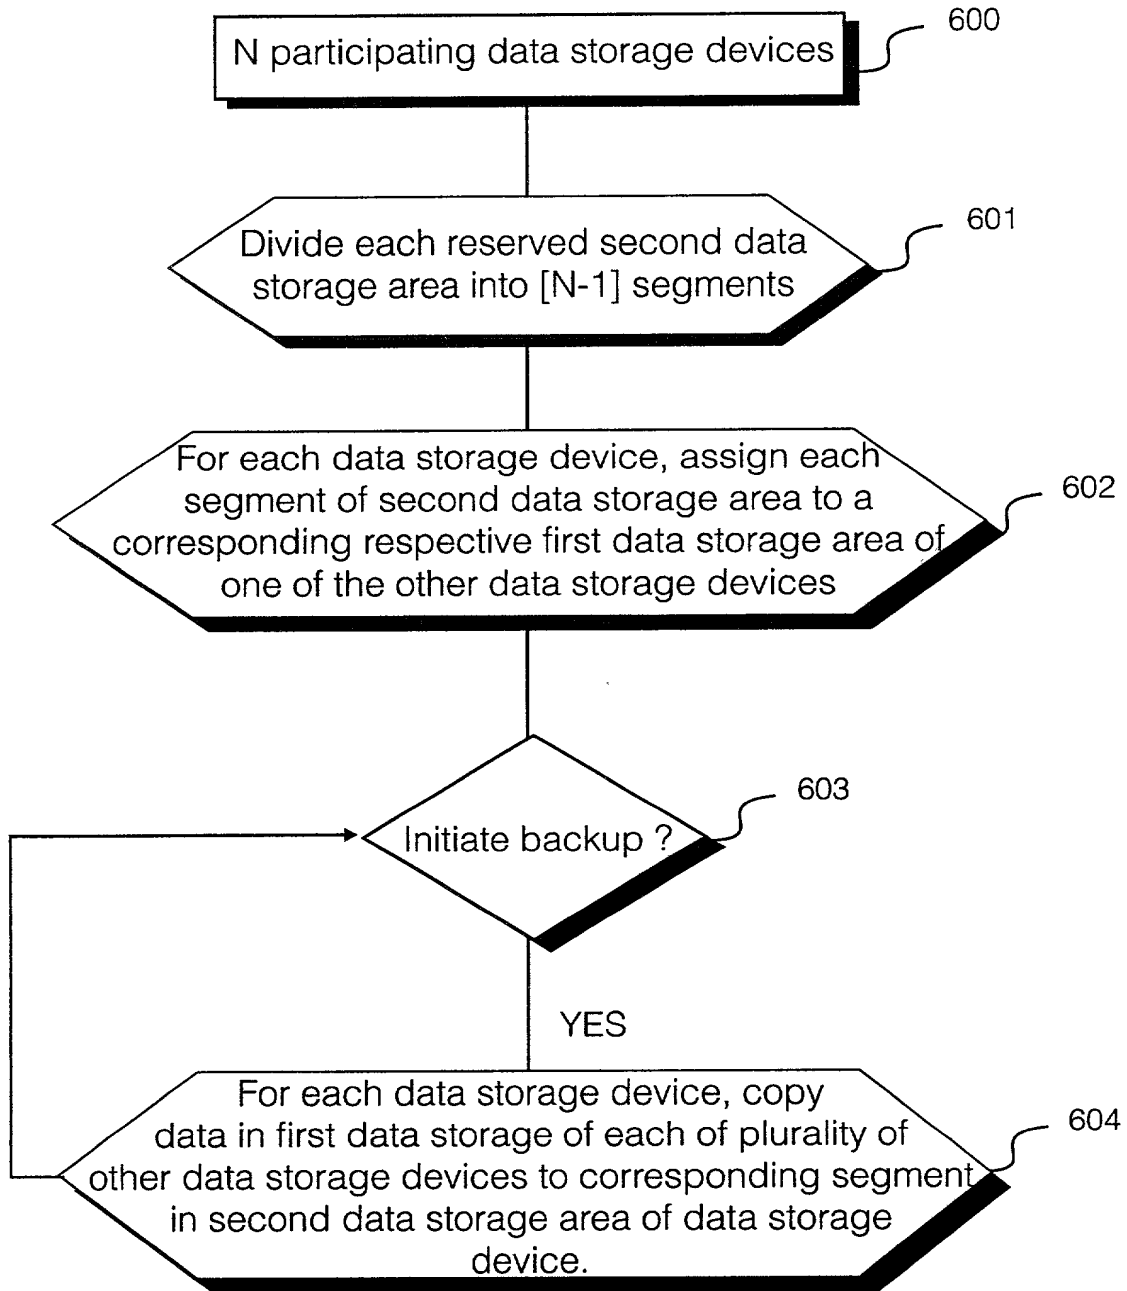 600
N participating data storage devices
601
Divide each reserved second data
storage area into [N-1] segments
602
For each data storage device, assign each
segment of second data storage area to a
corresponding respective first data storage area of
one of the other data storage devices
603
Initiate backup ?
YES
604
For each data storage device, copy
data in first data storage of each of plurality of
other data storage devices to corresponding segment
in second data storage area of data storage
device.